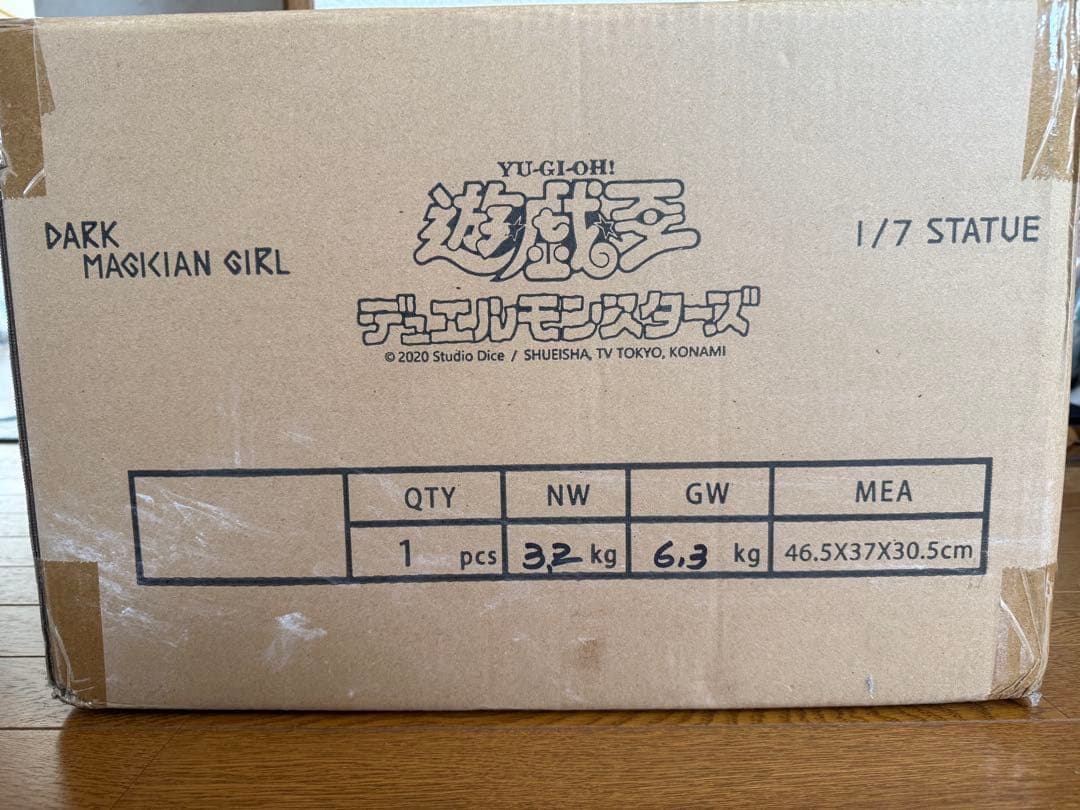 YU-GI-OH!
遊☆戯☆王
デュエルモンスターズ
© 2020 Studio Dice / SHUEISHA, TV TOKYO, KONAMI
DARK
MAGICIAN GIRL
1/7 STATUE
QTY NW GW MEA
1 pcs 3,2 kg 6.3 kg 46.5X37X30.5cm